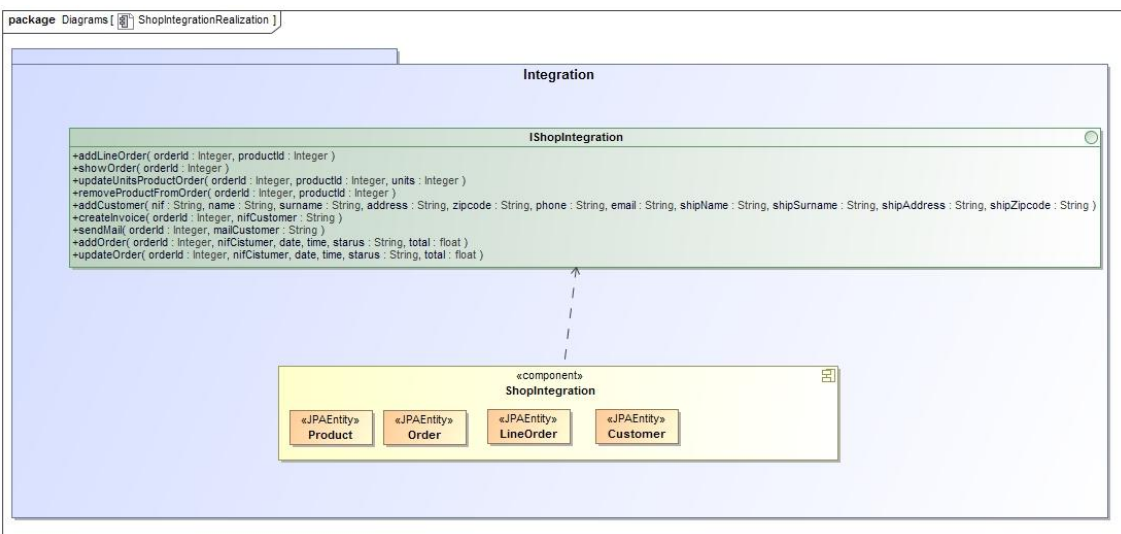 package Diagrams [ ShopIntegrationRealization ]
Integration
IShopIntegration
+addLineOrder( orderId : Integer, productId : Integer )
+showOrder( orderId : Integer )
+updateUnitsProductOrder( orderId : Integer, productId : Integer, units : Integer )
+removeProductFromOrder( orderId : Integer, productId : Integer )
+addCustomer( nif : String, name : String, surname : String, address : String, zipcode : String, phone : String, email : String, shipName : String, shipSurname : String, shipAddress : String, shipZipcode : String )
+createInvoice( orderId : Integer, nifCustomer : String )
+sendMail( orderId : Integer, mailCustomer : String )
+addOrder( orderId : Integer, nifCistumer, date, time, starus : String, total : float )
+updateOrder( orderId : Integer, nifCistumer, date, time, starus : String, total : float )
«component»
ShopIntegration
«JPAEntity» «JPAEntity» «JPAEntity» «JPAEntity»
Product Order LineOrder Customer